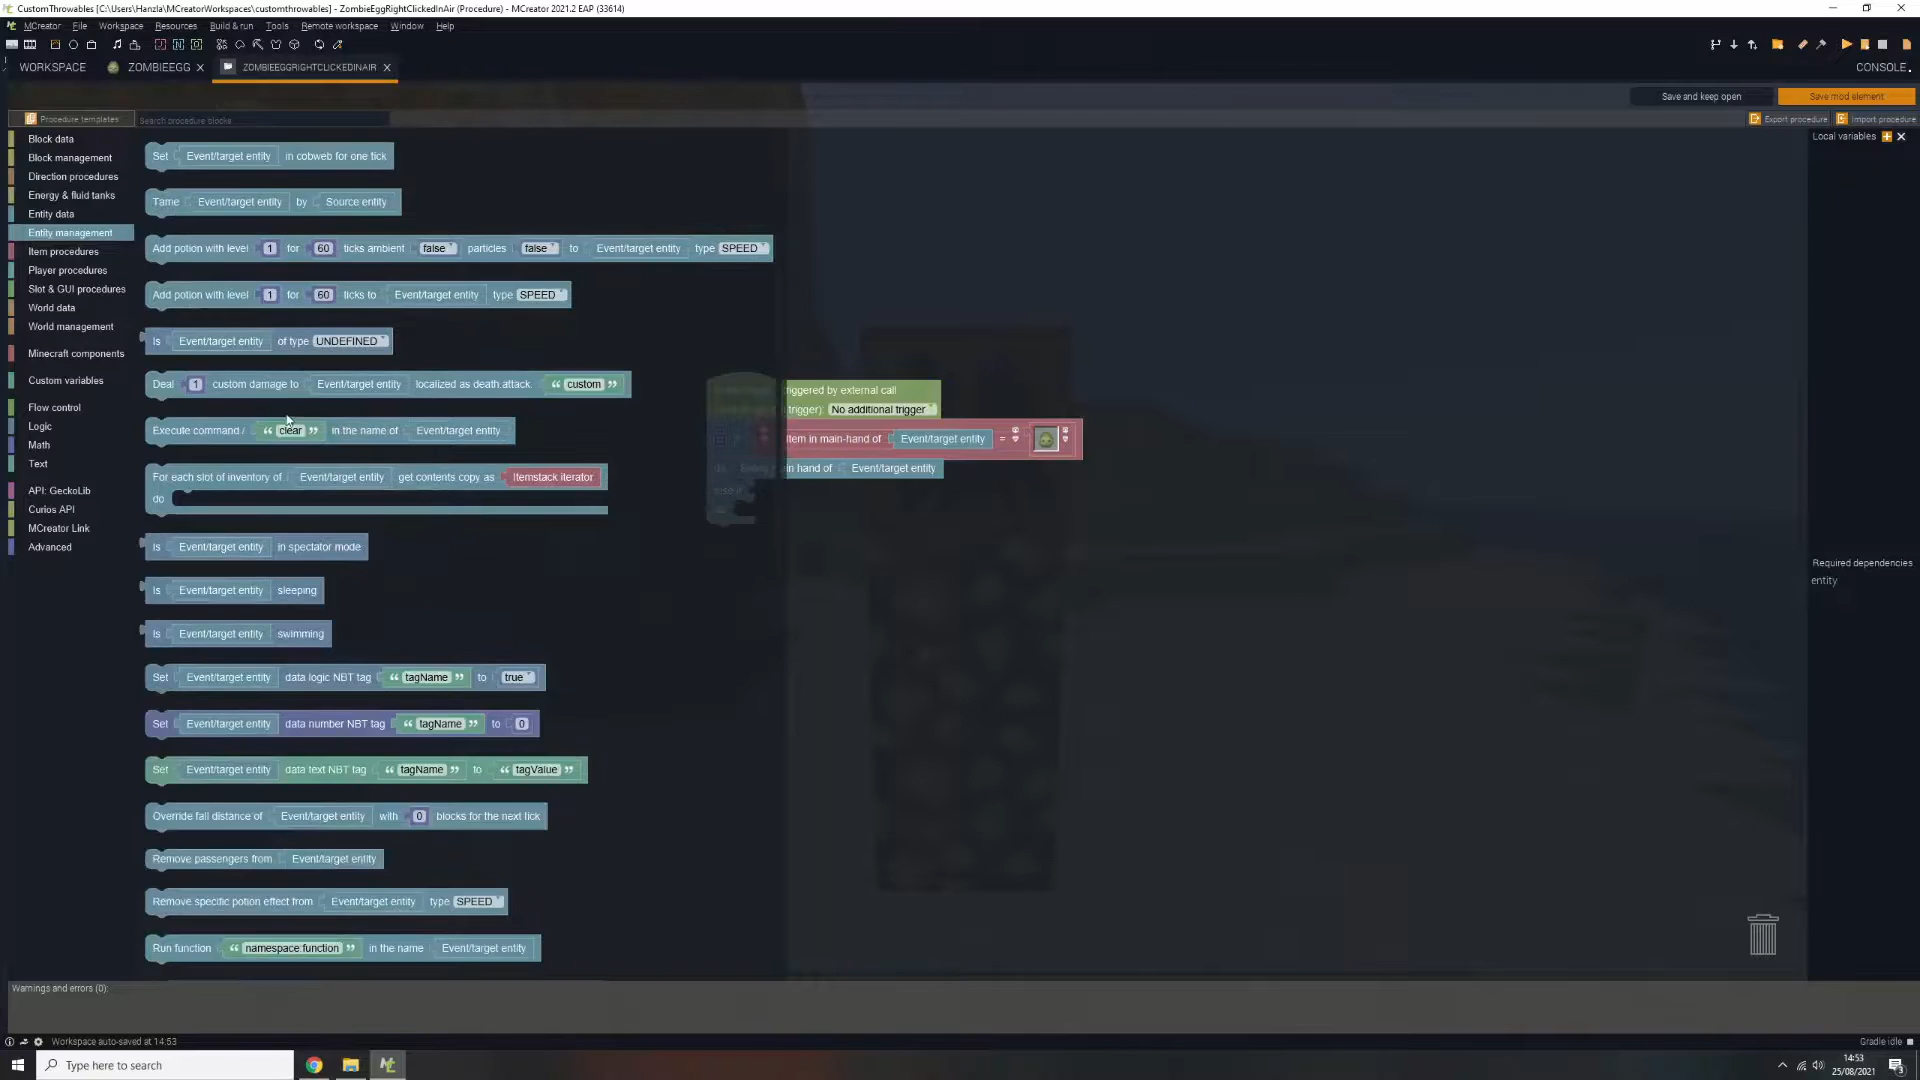 CustomThrowables [C:\Users\Hanzla\MCreatorWorkspaces\customthrowables] - ZombieEggRightClickedInAir (Procedure) - MCreator 2021.2 EAP (33614)
MCreator File Workspace Resources Build & run Tools Remote workspace Window Help
WORKSPACE ZOMBIEEGG ZOMBIEEGGRIGHTCLICKEDINAIR CONSOLE
Save and keep open Save mod element
Procedure templates Search procedure blocks Export procedure Import procedure
Local variables
Block data
Block management
Direction procedures
Energy & fluid tanks
Entity data
Entity management
Item procedures
Player procedures
Slot & GUI procedures
World data
World management
Minecraft components
Custom variables
Flow control
Logic
Math
Text
API: GeckoLib
Curios API
MCreator Link
Advanced
Set Event/target entity in cobweb for one tick
Tame Event/target entity by Source entity
Add potion with level 1 for 60 ticks ambient false particles false to Event/target entity type SPEED
Add potion with level 1 for 60 ticks to Event/target entity type SPEED
Is Event/target entity of type UNDEFINED
Deal 1 custom damage to Event/target entity localized as death.attack. “ custom ”
Execute command / “ clear ” in the name of Event/target entity
For each slot of inventory of Event/target entity get contents copy as Itemstack iterator
do
Is Event/target entity in spectator mode
Is Event/target entity sleeping
Is Event/target entity swimming
Set Event/target entity data logic NBT tag “ tagName ” to true
Set Event/target entity data number NBT tag “ tagName ” to 0
Set Event/target entity data text NBT tag “ tagName ” to “ tagValue ”
Override fall distance of Event/target entity with 0 blocks for the next tick
Remove passengers from Event/target entity
Remove specific potion effect from Event/target entity type SPEED
Run function “ namespace:function ” in the name Event/target entity
triggered by external call
trigger): No additional trigger
item in main-hand of Event/target entity =
main hand of Event/target entity
else if
Required dependencies
entity
Warnings and errors (0):
Workspace auto-saved at 14:53 Gradle idle
Type here to search
14:53
25/08/2021